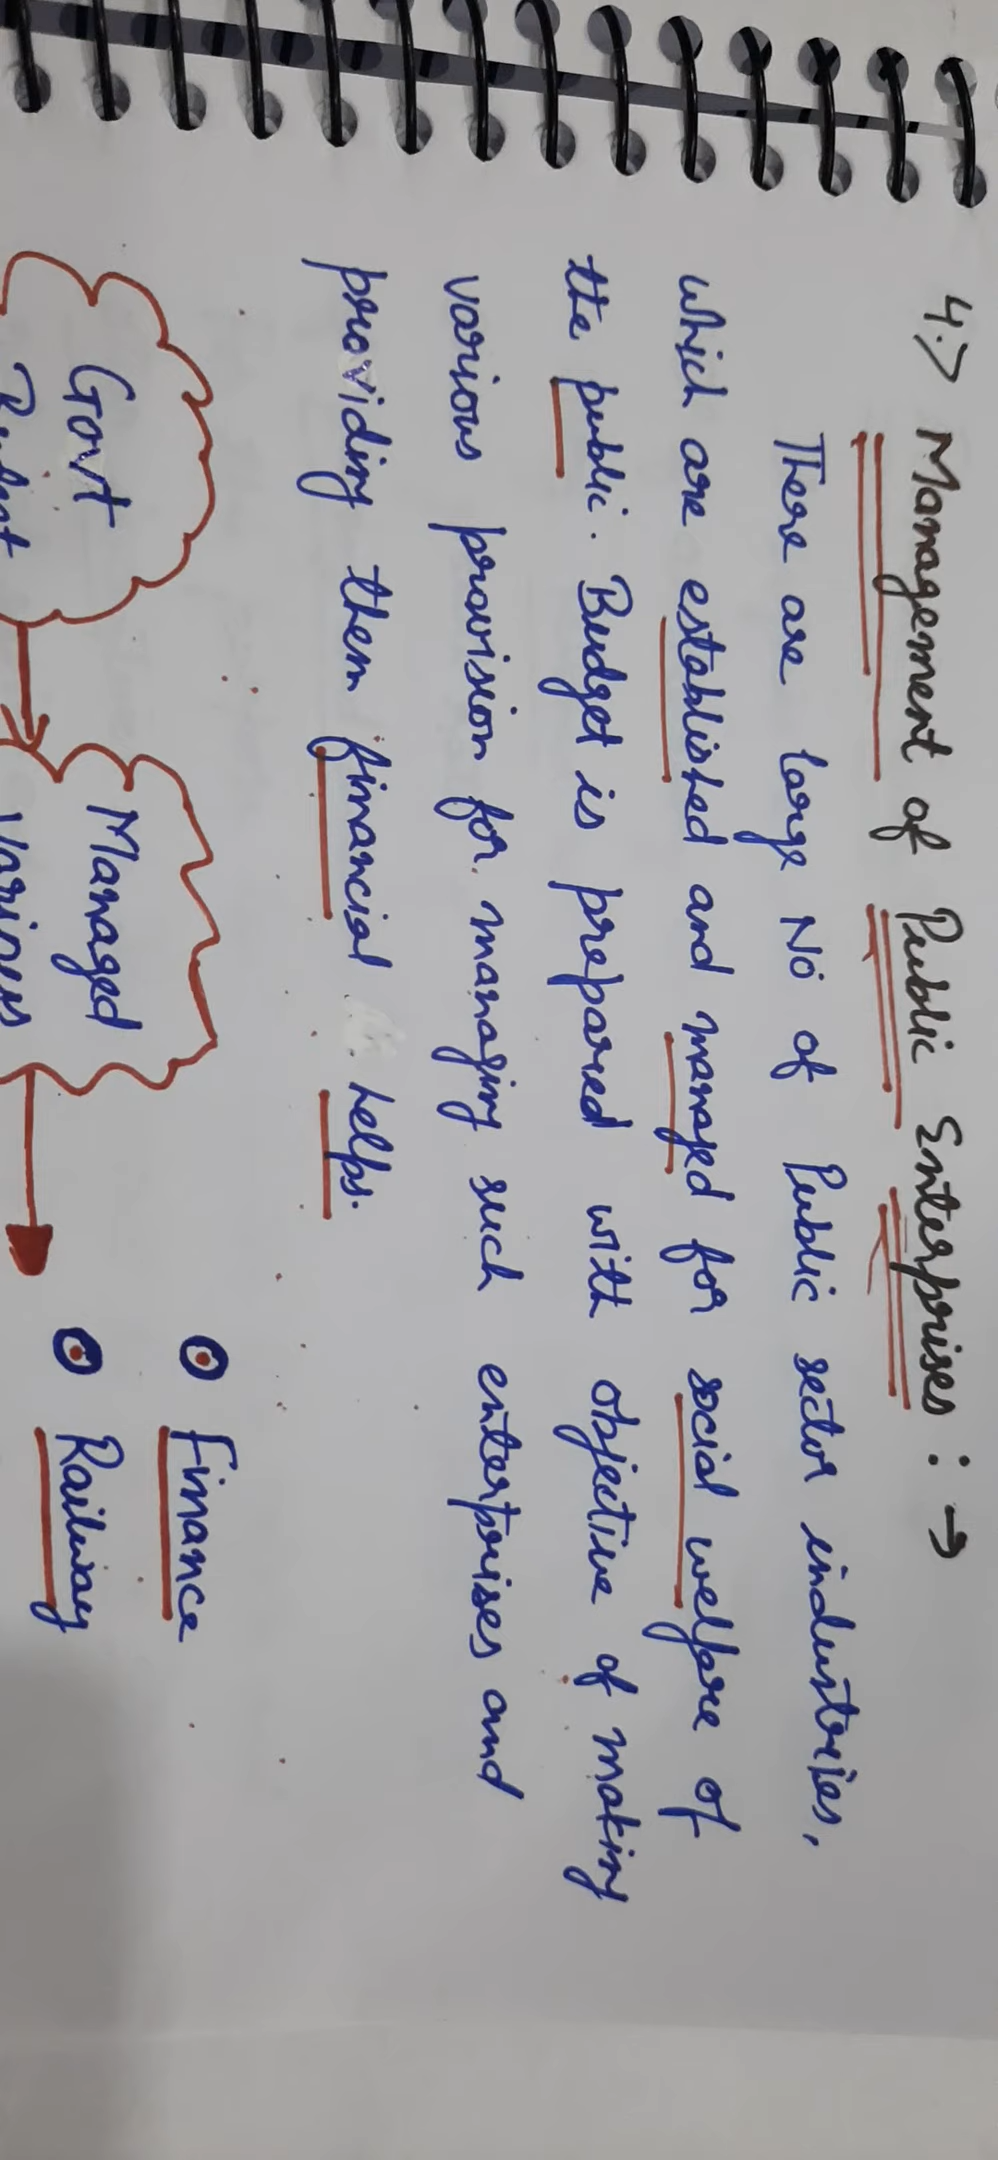 4.> Management of Public Enterprises : →
There are large No of Public sector industries,
which are established and managed for social welfare of
the public. Budget is prepared with objective of making
various provision for managing such enterprises and
providing them financial helps.
Govt
Managed
Various
Finance
Railway